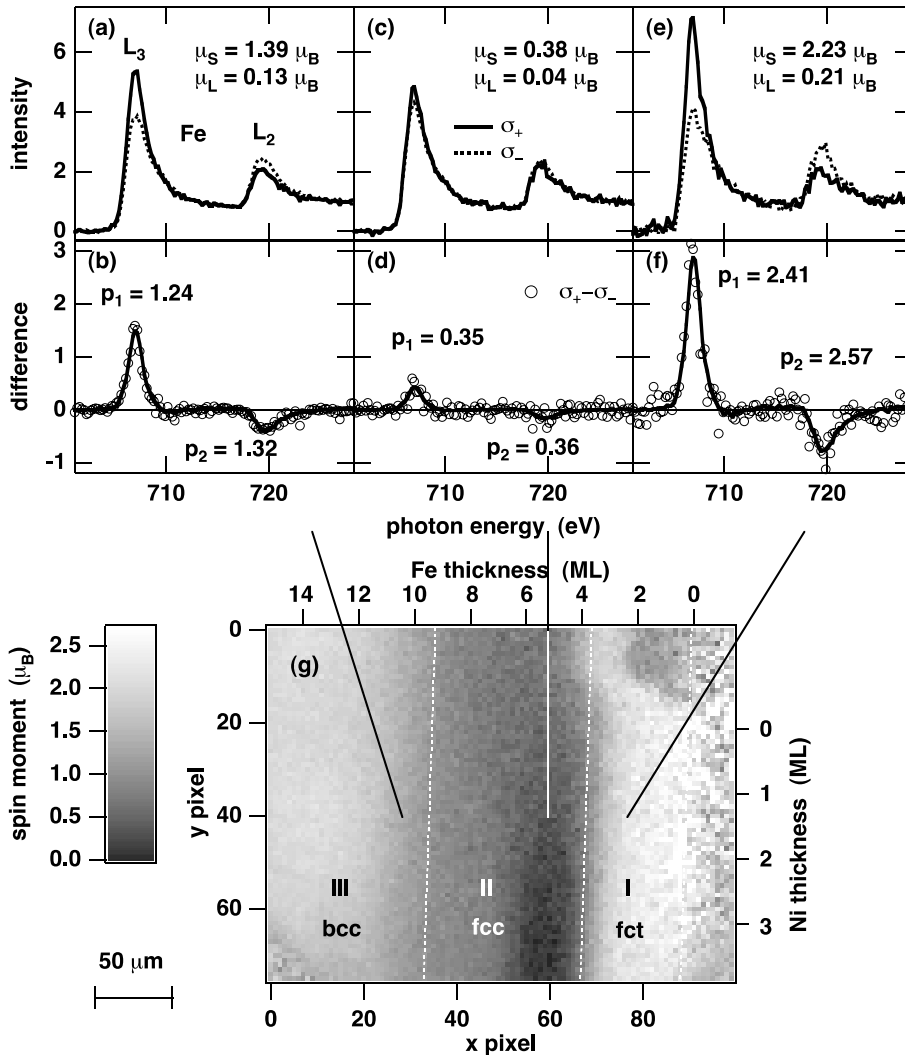 (a)
L3
μS = 1.39 μB
μL = 0.13 μB
Fe
L2
(c)
μS = 0.38 μB
μL = 0.04 μB
σ+
σ−
(e)
μS = 2.23 μB
μL = 0.21 μB
intensity
6
4
2
0
(b)
p1 = 1.24
p2 = 1.32
(d)
σ+−σ−
p1 = 0.35
p2 = 0.36
(f)
p1 = 2.41
p2 = 2.57
difference
3
2
1
0
-1
710 720 710 720 710 720
photon energy (eV)
Fe thickness (ML)
14 12 10 8 6 4 2 0
(g)
spin moment (μB)
2.5
2.0
1.5
1.0
0.5
0.0
y pixel
0
20
40
60
Ni thickness (ML)
0
1
2
3
III
bcc
II
fcc
I
fct
50 μm
0 20 40 60 80
x pixel